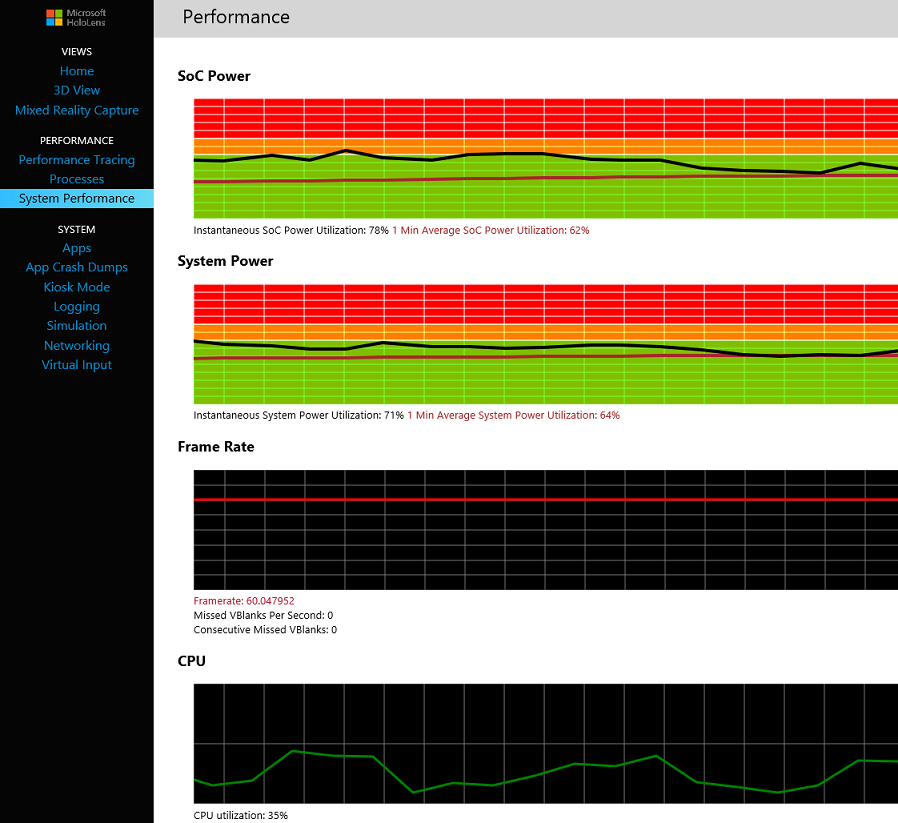 Microsoft
HoloLens
VIEWS
Home
3D View
Mixed Reality Capture
PERFORMANCE
Performance Tracing
Processes
System Performance
SYSTEM
Apps
App Crash Dumps
Kiosk Mode
Logging
Simulation
Networking
Virtual Input
Performance
SoC Power
Instantaneous SoC Power Utilization: 78% 1 Min Average SoC Power Utilization: 62%
System Power
Instantaneous System Power Utilization: 71% 1 Min Average System Power Utilization: 64%
Frame Rate
Framerate: 60.047952
Missed VBlanks Per Second: 0
Consecutive Missed VBlanks: 0
CPU
CPU utilization: 35%